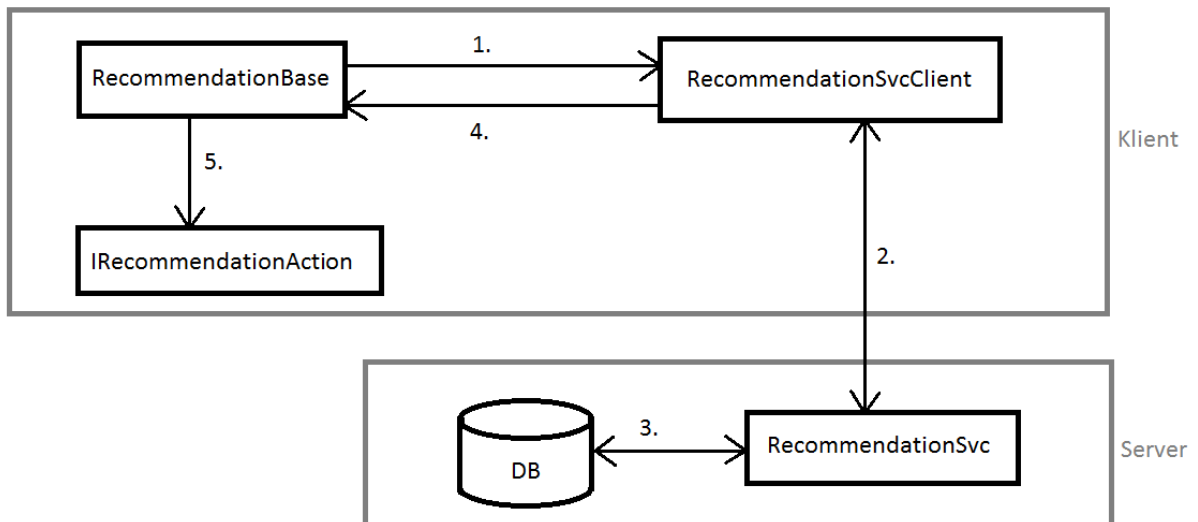 1.
RecommendationBase
RecommendationSvcClient
4.
Klient
5.
IRecommendationAction
2.
3.
RecommendationSvc
Server
DB